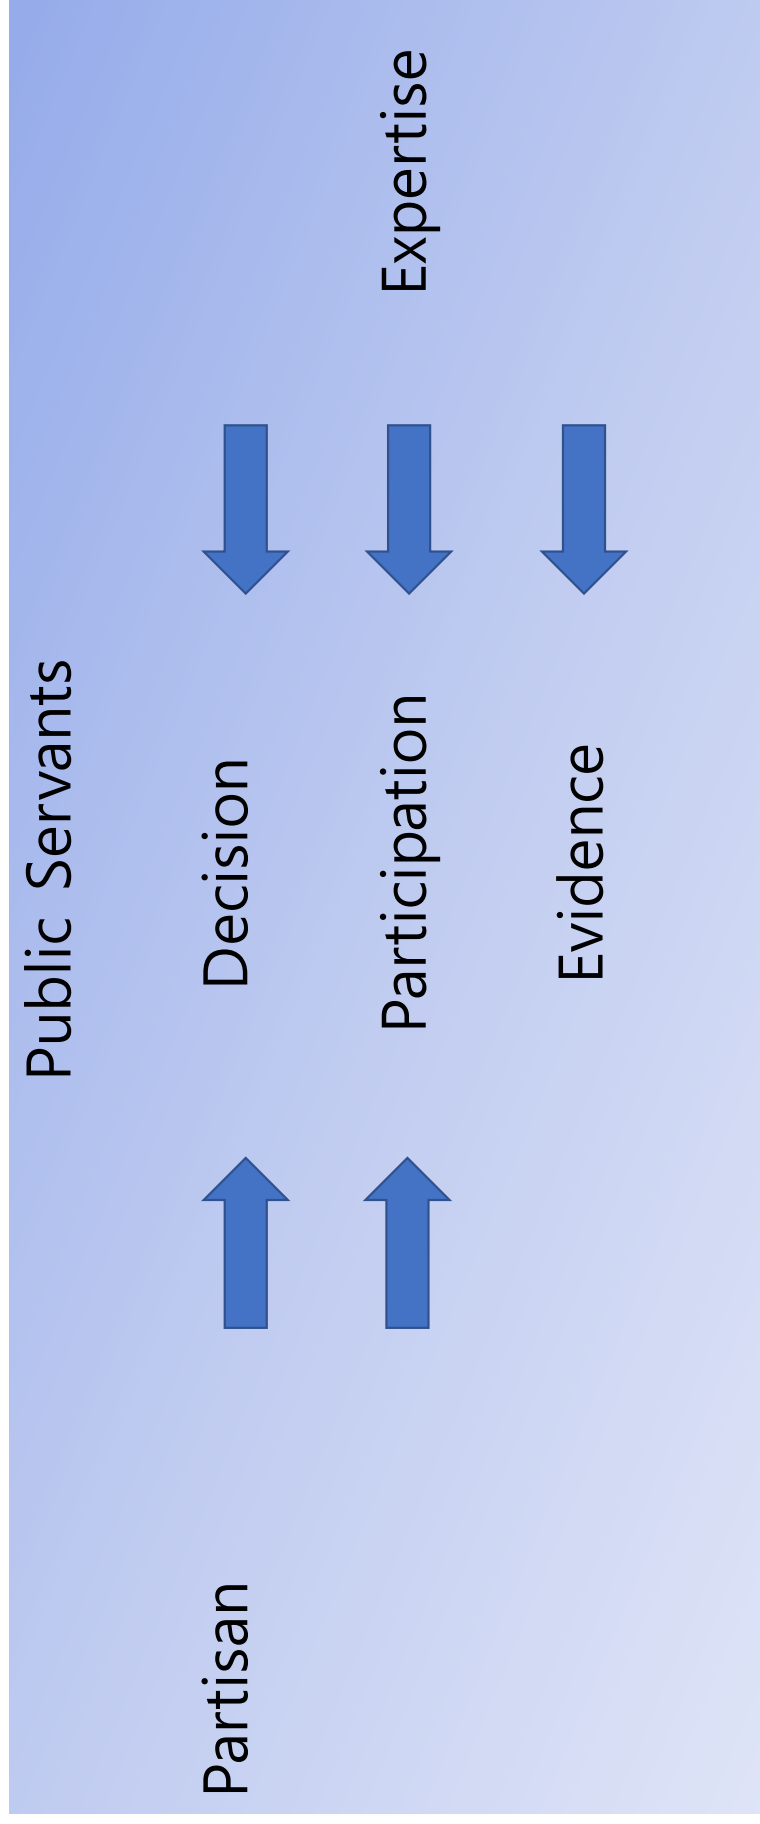 Public Servants
Partisan
Decision
Participation
Expertise
Evidence